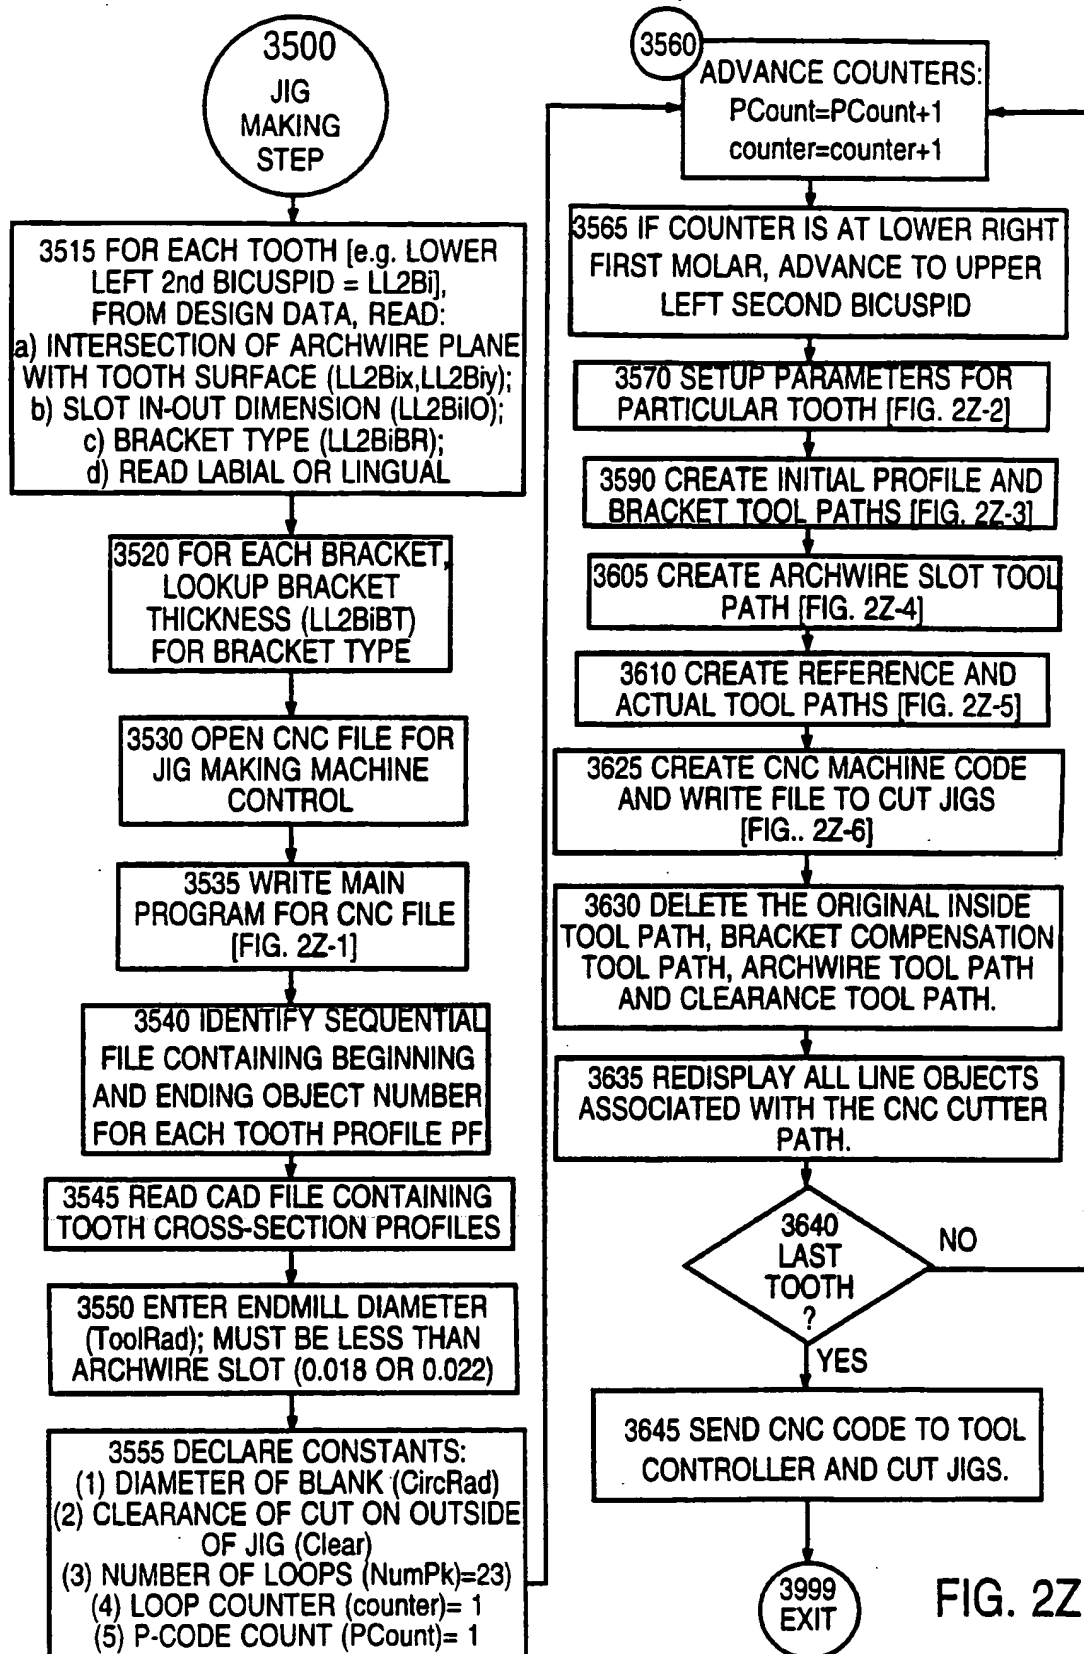 3500
JIG
MAKING
STEP
3515 FOR EACH TOOTH [e.g. LOWER
LEFT 2nd BICUSPID = LL2Bi],
FROM DESIGN DATA, READ:
a) INTERSECTION OF ARCHWIRE PLANE
WITH TOOTH SURFACE (LL2Bix,LL2Biy);
b) SLOT IN-OUT DIMENSION (LL2BiIO);
c) BRACKET TYPE (LL2BiBR);
d) READ LABIAL OR LINGUAL
3520 FOR EACH BRACKET,
LOOKUP BRACKET
THICKNESS (LL2BiBT)
FOR BRACKET TYPE
3530 OPEN CNC FILE FOR
JIG MAKING MACHINE
CONTROL
3535 WRITE MAIN
PROGRAM FOR CNC FILE
[FIG. 2Z-1]
3540 IDENTIFY SEQUENTIAL
FILE CONTAINING BEGINNING
AND ENDING OBJECT NUMBER
FOR EACH TOOTH PROFILE PF
3545 READ CAD FILE CONTAINING
TOOTH CROSS-SECTION PROFILES
3550 ENTER ENDMILL DIAMETER
(ToolRad); MUST BE LESS THAN
ARCHWIRE SLOT (0.018 OR 0.022)
3555 DECLARE CONSTANTS:
(1) DIAMETER OF BLANK (CircRad)
(2) CLEARANCE OF CUT ON OUTSIDE
OF JIG (Clear)
(3) NUMBER OF LOOPS (NumPk)=23)
(4) LOOP COUNTER (counter)= 1
(5) P-CODE COUNT (PCount)= 1
3560
ADVANCE COUNTERS:
PCount=PCount+1
counter=counter+1
3565 IF COUNTER IS AT LOWER RIGHT
FIRST MOLAR, ADVANCE TO UPPER
LEFT SECOND BICUSPID
3570 SETUP PARAMETERS FOR
PARTICULAR TOOTH [FIG. 2Z-2]
3590 CREATE INITIAL PROFILE AND
BRACKET TOOL PATHS [FIG. 2Z-3]
3605 CREATE ARCHWIRE SLOT TOOL
PATH [FIG. 2Z-4]
3610 CREATE REFERENCE AND
ACTUAL TOOL PATHS [FIG. 2Z-5]
3625 CREATE CNC MACHINE CODE
AND WRITE FILE TO CUT JIGS
[FIG.. 2Z-6]
3630 DELETE THE ORIGINAL INSIDE
TOOL PATH, BRACKET COMPENSATION
TOOL PATH, ARCHWIRE TOOL PATH
AND CLEARANCE TOOL PATH.
3635 REDISPLAY ALL LINE OBJECTS
ASSOCIATED WITH THE CNC CUTTER
PATH.
3640
LAST
TOOTH
?
NO
YES
3645 SEND CNC CODE TO TOOL
CONTROLLER AND CUT JIGS.
3999
EXIT
FIG. 2Z